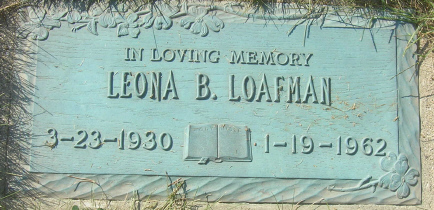 IN LOVING MEMORY
LEONA B. LOAFMAN
3-23-1930 1-19-1962